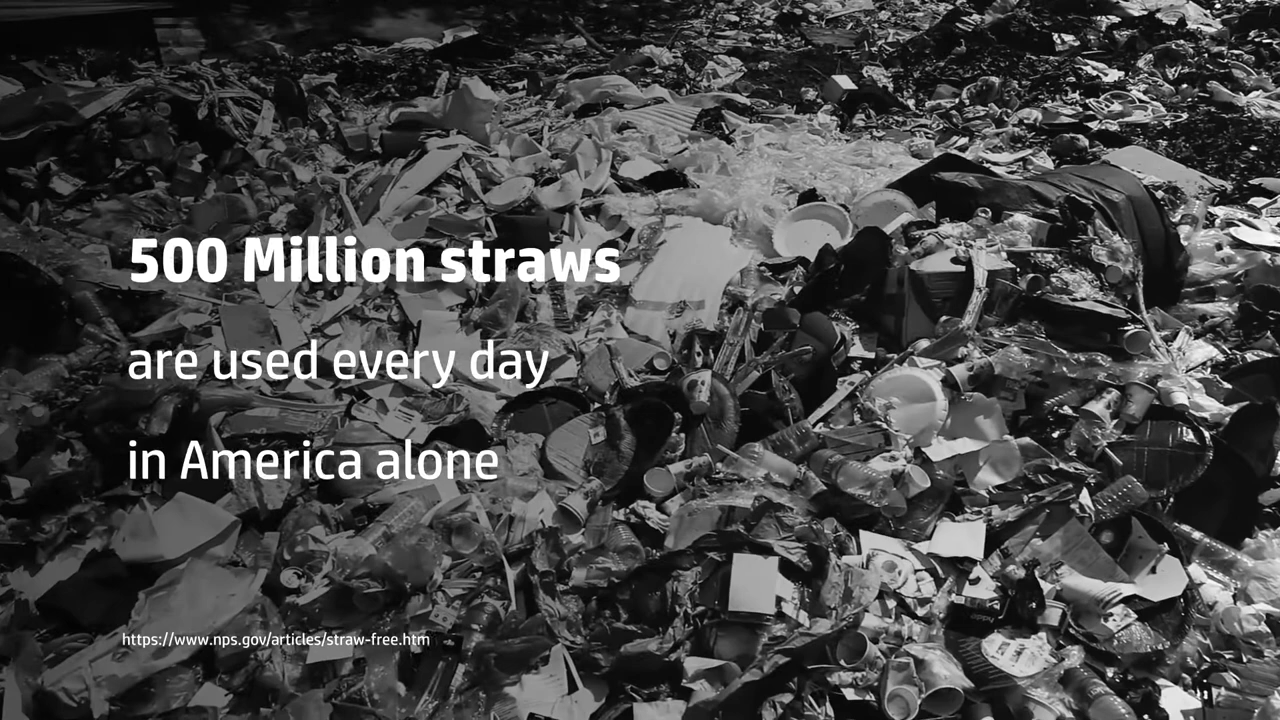 500 Million straws
are used every day
in America alone
https://www.nps.gov/articles/straw-free.htm